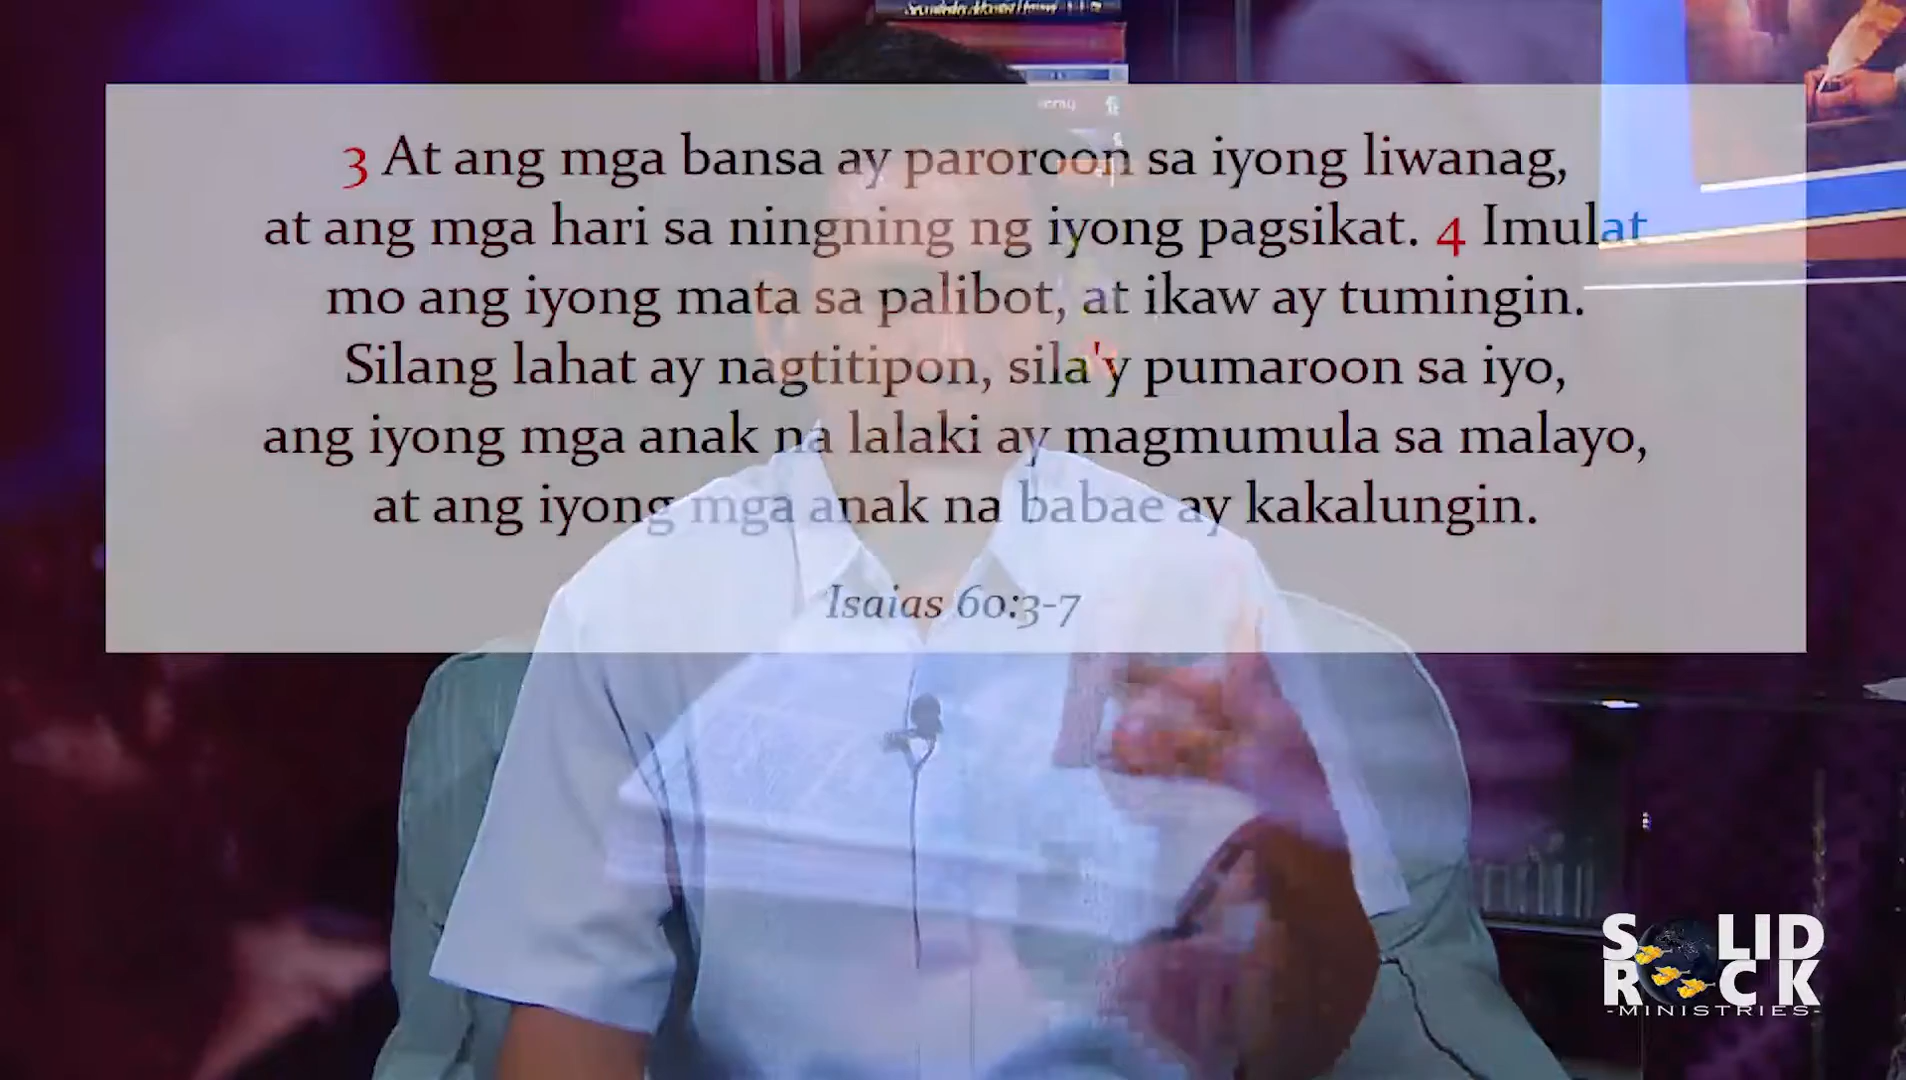 3 At ang mga bansa ay paroroon sa iyong liwanag,
at ang mga hari sa ningning ng iyong pagsikat. 4 Imulat
mo ang iyong mata sa palibot, at ikaw ay tumingin.
Silang lahat ay nagtitipon, sila'y pumaroon sa iyo,
ang iyong mga anak na lalaki ay magmumula sa malayo,
at ang iyong mga anak na babae ay kakalungin.
Isaias 60:3-7
SOLID
ROCK
-MINISTRIES-